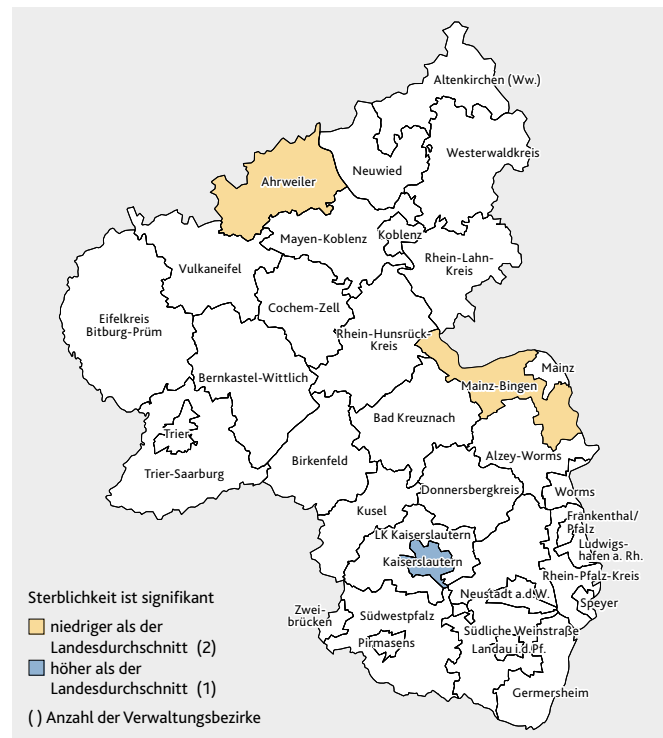 Altenkirchen (Ww.)
Westerwaldkreis
Neuwied
Ahrweiler
Mayen-Koblenz
Koblenz
Rhein-Lahn-
Kreis
Vulkaneifel
Cochem-Zell
Eifelkreis
Bitburg-Prüm
Rhein-Hunsrück-
Kreis
Mainz
Mainz-Bingen
Bernkastel-Wittlich
Bad Kreuznach
Trier
Alzey-Worms
Birkenfeld
Trier-Saarburg
Donnersbergkreis
Worms
Kusel
Frankenthal/
Pfalz
LK Kaiserslautern
Ludwigs-
hafen a. Rh.
Kaiserslautern
Rhein-Pfalz-Kreis
Neustadt a.d.W.
Speyer
Zwei-
brücken
Südwestpfalz
Südliche Weinstraße
Pirmasens
Landau i.d.Pf.
Germersheim
Sterblichkeit ist signifikant
niedriger als der
Landesdurchschnitt (2)
höher als der
Landesdurchschnitt (1)
( ) Anzahl der Verwaltungsbezirke